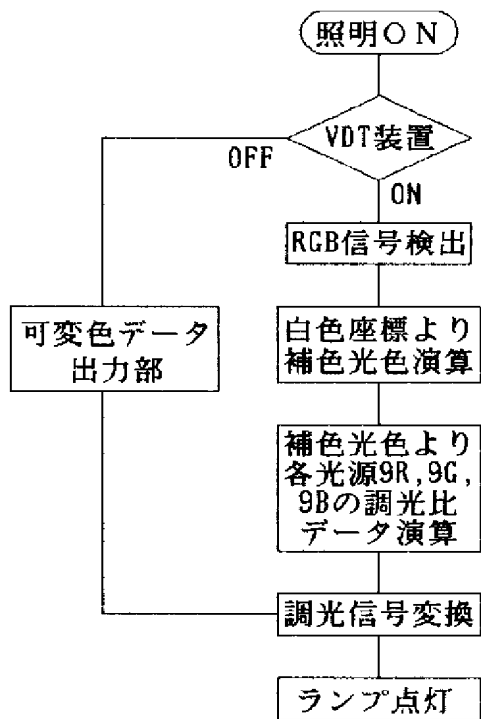 照明ＯＮ
VDT装置
OFF
ON
RGB信号検出
可変色データ
出力部
白色座標より
補色光色演算
補色光色より
各光源9R,9G,
9Bの調光比
データ演算
調光信号変換
ランプ点灯